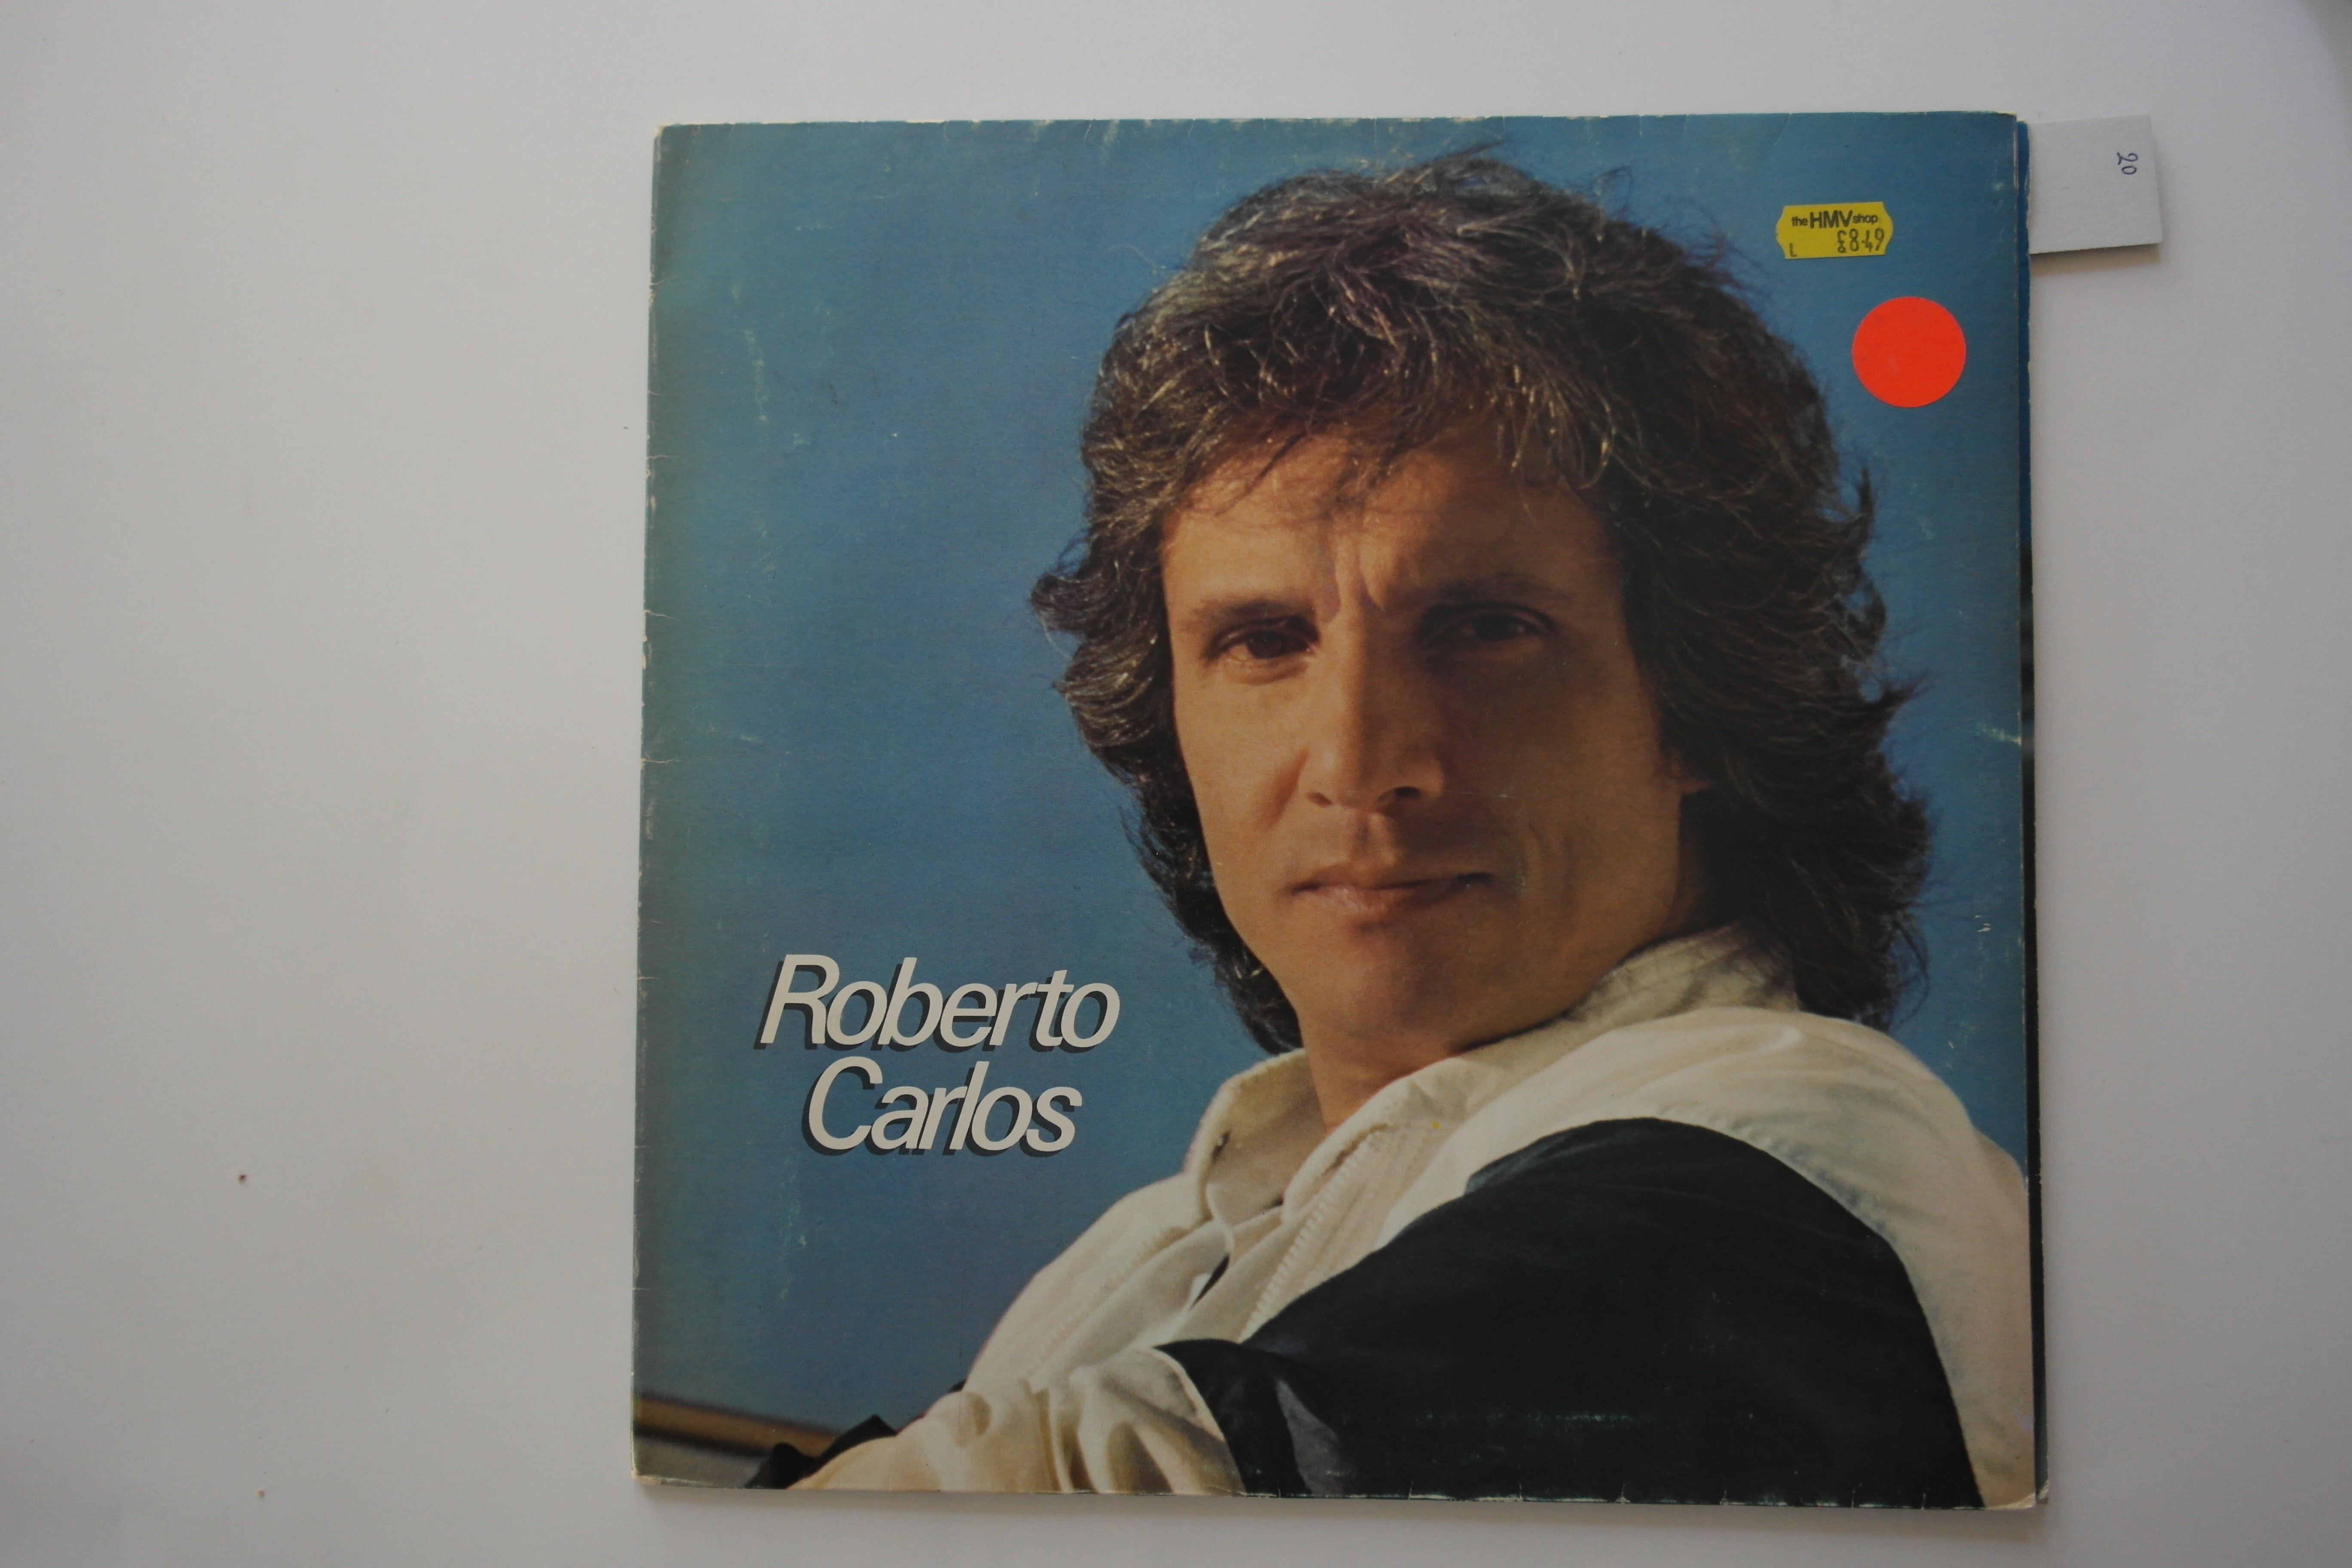 the HMV shop
L £8.49
20
Roberto
Carlos